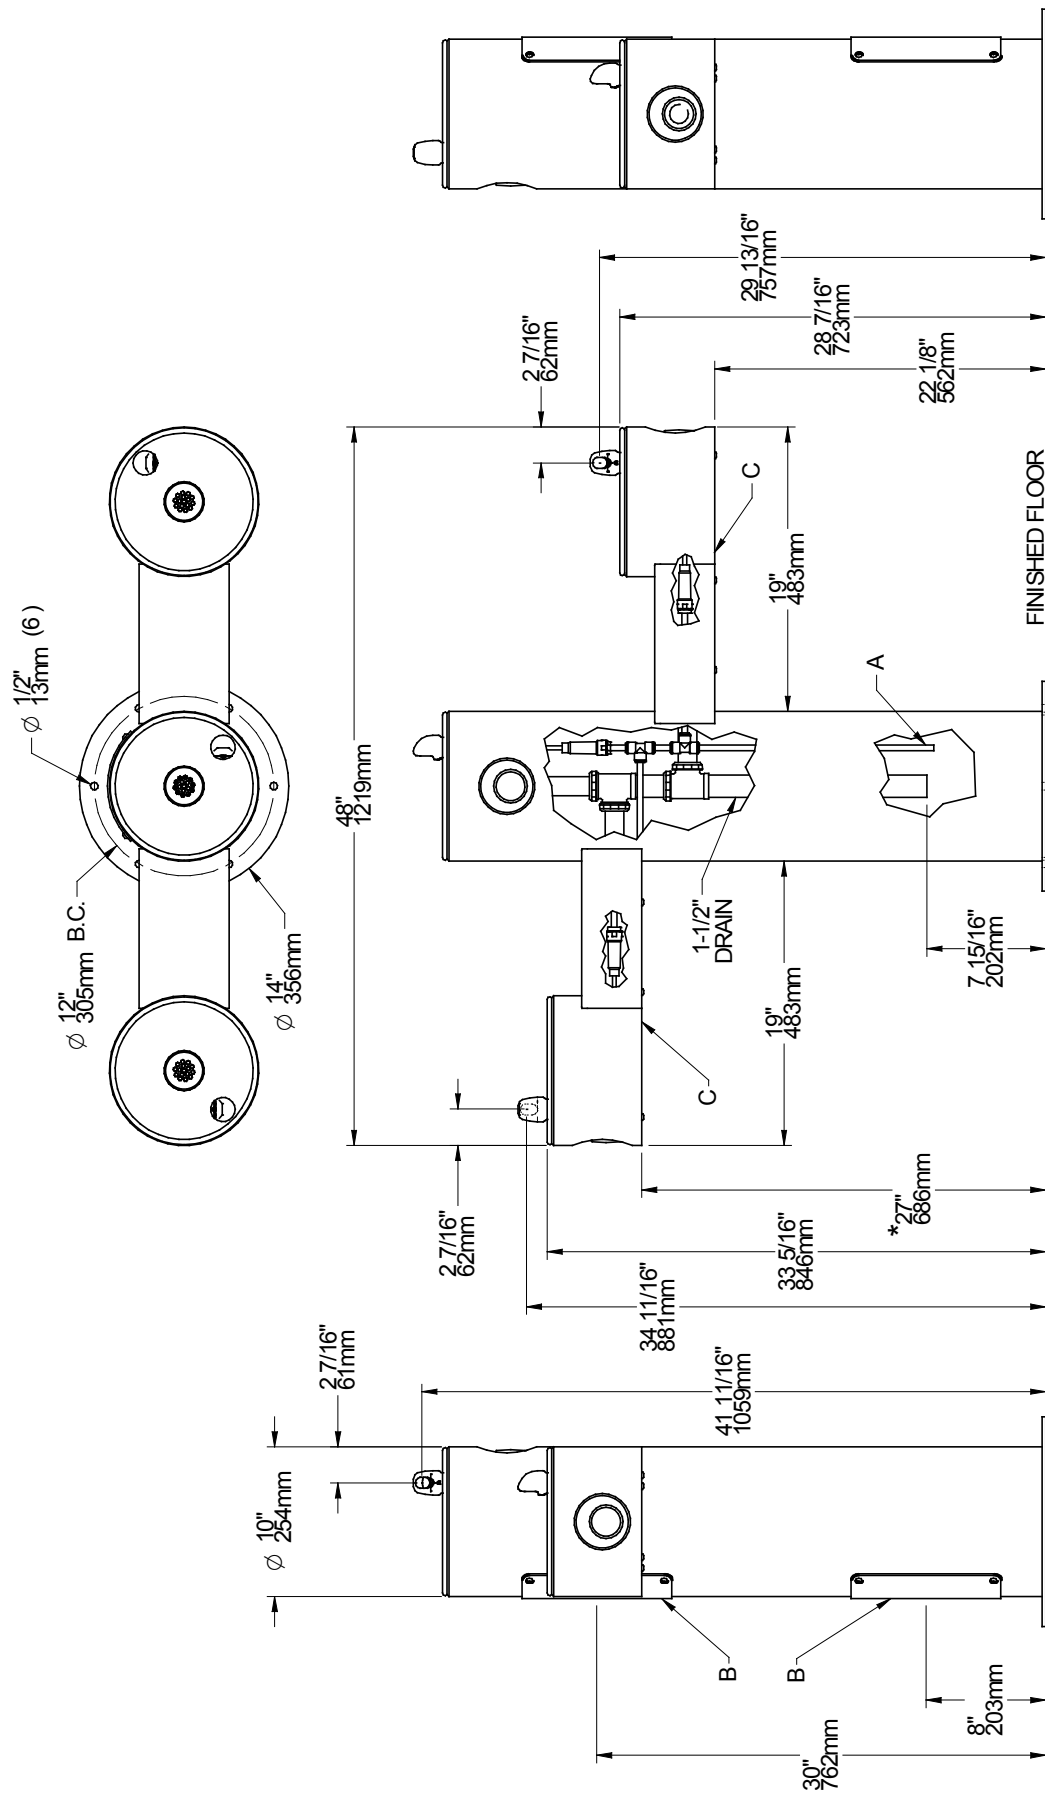 ⌀ 1/2"
13mm (6)
⌀ 12"
305mm B.C.
⌀ 14"
356mm
48"
1219mm
2 7/16"
62mm
2 7/16"
62mm
2 7/16"
61mm
⌀ 10"
254mm
41 11/16"
1059mm
34 11/16"
881mm
33 5/16"
846mm
*27"
686mm
19"
483mm
19"
483mm
1-1/2"
DRAIN
7 15/16"
202mm
A
B
B
C
C
30"
762mm
8"
203mm
29 13/16"
757mm
28 7/16"
723mm
22 1/8"
562mm
FINISHED FLOOR